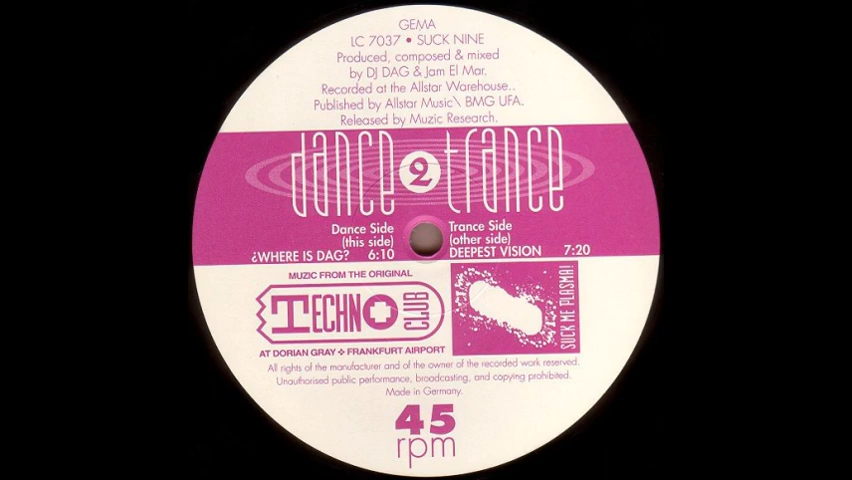 GEMA
LC 7037 • SUCK NINE
Produced, composed & mixed
by DJ DAG & Jam El Mar.
Recorded at the Allstar Warehouse..
Published by Allstar Music\ BMG UFA.
Released by Muzic Research.
dance 2 trance
Dance Side
(this side)
¿WHERE IS DAG? 6:10
Trance Side
(other side)
DEEPEST VISION 7:20
MUZIC FROM THE ORIGINAL
TECHNO CLUB
AT DORIAN GRAY ✤ FRANKFURT AIRPORT
SUCK ME PLASMA!
All rights of the manufacturer and of the owner of the recorded work reserved.
Unauthorised public performance, broadcasting, and copying prohibited.
Made in Germany.
45
rpm